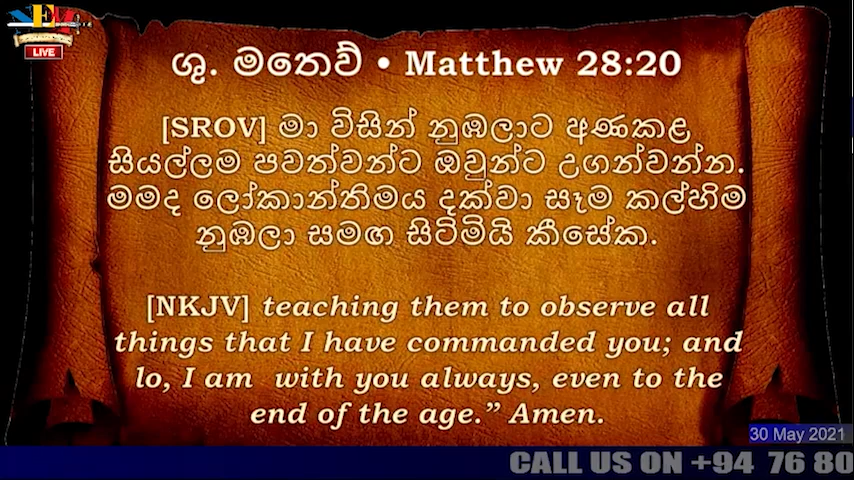 LIVE
ශු. මතෙව් • Matthew 28:20
[SROV] මා විසින් නුඹලාට අණකළ
සියල්ලම පවත්වන්ට ඔවුන්ට උගන්වන්න.
මමද ලෝකාන්තිමය දක්වා සෑම කල්හිම
නුඹලා සමඟ සිටිමියි කීසේක.
[NKJV] teaching them to observe all
things that I have commanded you; and
lo, I am with you always, even to the
end of the age.” Amen.
30 May 2021
CALL US ON +94 76 80